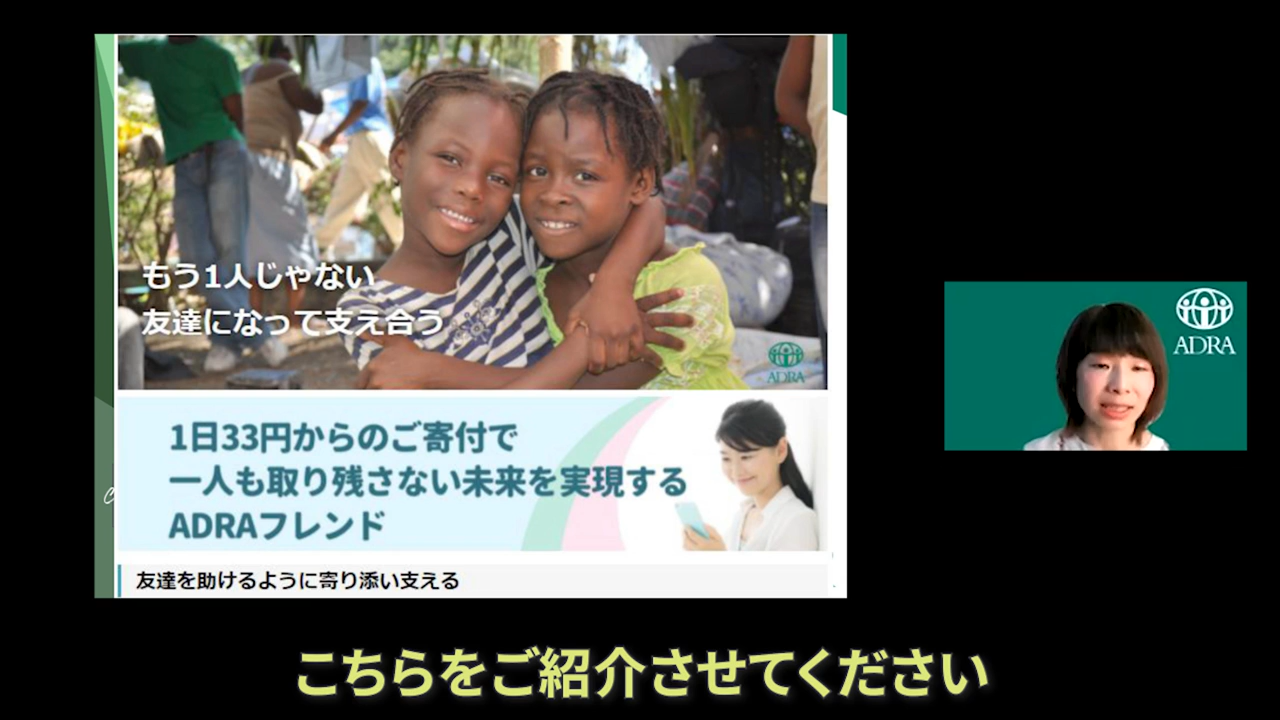 もう1人じゃない
友達になって支え合う
ADRA
1日33円からのご寄付で
一人も取り残さない未来を実現する
ADRAフレンド
友達を助けるように寄り添い支える
ADRA
こちらをご紹介させてください